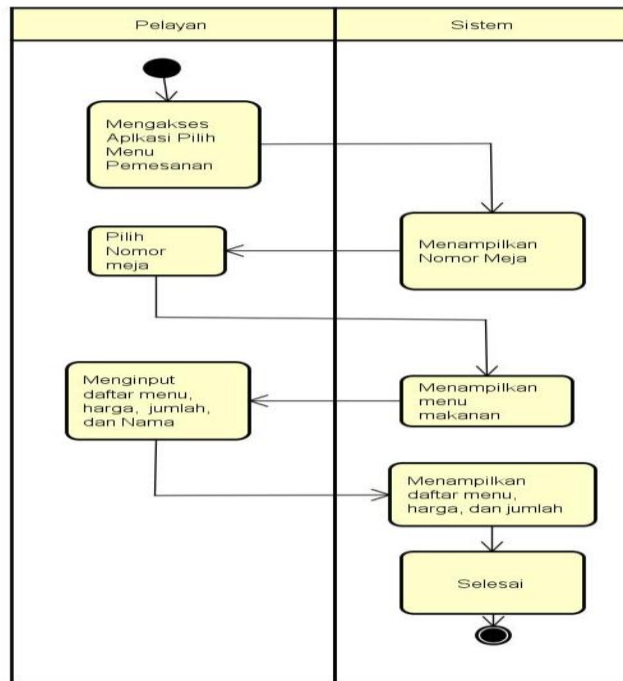 Pelayan
Sistem
Mengakses
Aplkasi Pilih
Menu
Pemesanan
Menampilkan
Nomor Meja
Pilih
Nomor
meja
Menampilkan
menu
makanan
Menginput
daftar menu,
harga, jumlah,
dan Nama
Menampilkan
daftar menu,
harga, dan jumlah
Selesai